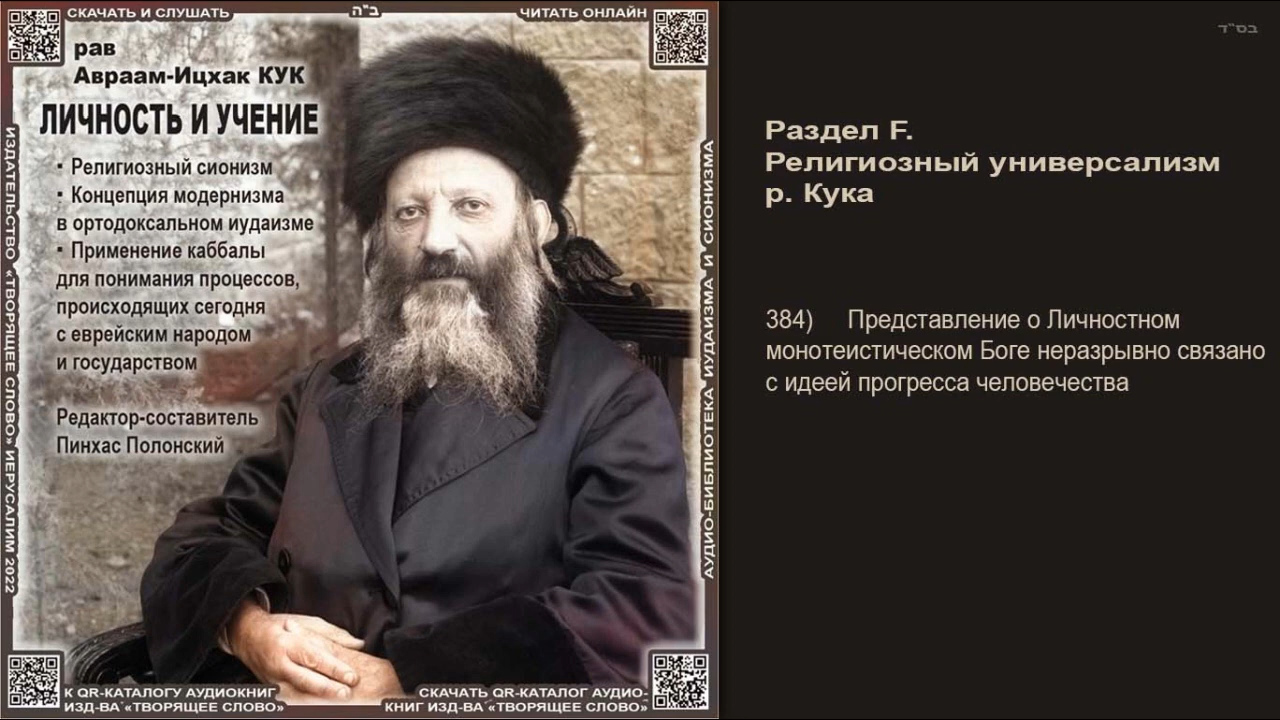 СКАЧАТЬ И СЛУШАТЬ
ב"ה
ЧИТАТЬ ОНЛАЙН
рав
Авраам-Ицхак КУК
ЛИЧНОСТЬ И УЧЕНИЕ
· Религиозный сионизм
· Концепция модернизма
в ортодоксальном иудаизме
· Применение каббалы
для понимания процессов,
происходящих сегодня
с еврейским народом
и государством
Редактор-составитель
Пинхас Полонский
ИЗДАТЕЛЬСТВО «ТВОРЯЩЕЕ СЛОВО» ИЕРУСАЛИМ 2022
АУДИО-БИБЛИОТЕКА ИУДАИЗМА И СИОНИЗМА
К QR-КАТАЛОГУ АУДИОКНИГ
ИЗД-ВА «ТВОРЯЩЕЕ СЛОВО»
СКАЧАТЬ QR-КАТАЛОГ АУДИО-
КНИГ ИЗД-ВА «ТВОРЯЩЕЕ СЛОВО»
בס"ד
Раздел F.
Религиозный универсализм
р. Кука
384) Представление о Личностном
монотеистическом Боге неразрывно связано
с идеей прогресса человечества